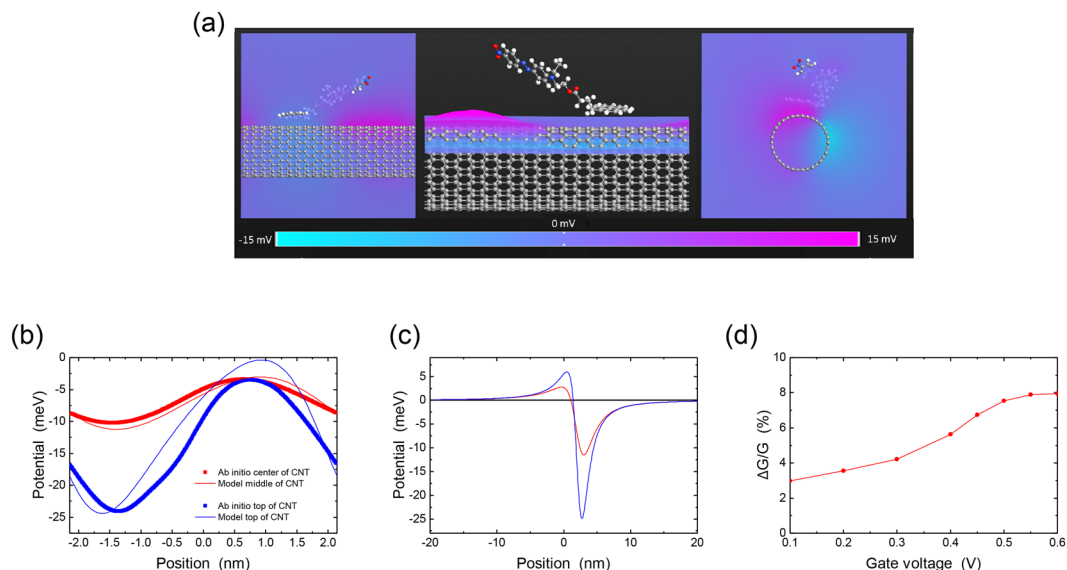 (a)
0 mV
-15 mV
15 mV
(b)
0
-5
-10
-15
-20
-25
Potential (meV)
Ab initio center of CNT
Model middle of CNT
Ab initio top of CNT
Model top of CNT
-2.0 -1.5 -1.0 -0.5 0.0 0.5 1.0 1.5 2.0
Position (nm)
(c)
5
0
-5
-10
-15
-20
-25
Potential (meV)
-20 -10 0 10 20
Position (nm)
(d)
10
8
6
4
2
0
ΔG/G (%)
0.1 0.2 0.3 0.4 0.5 0.6
Gate voltage (V)